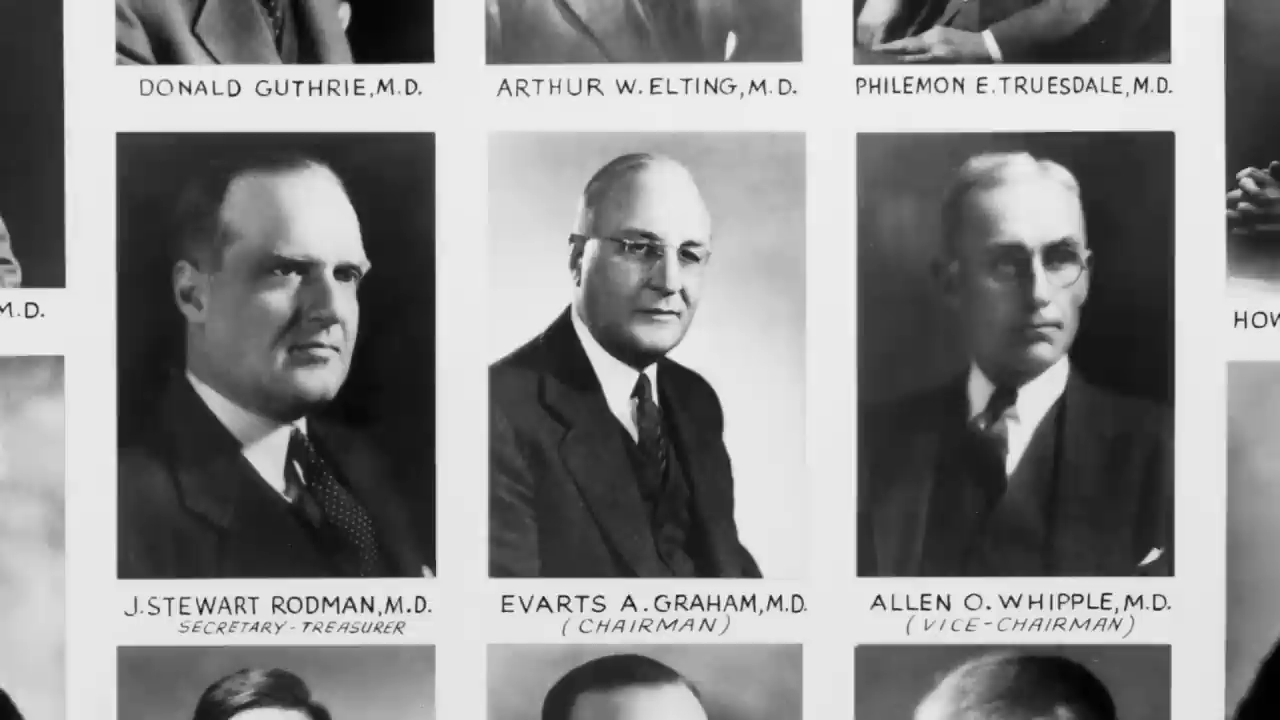 DONALD GUTHRIE, M.D.
ARTHUR W. ELTING, M.D.
PHILEMON E. TRUESDALE, M.D.
M.D.
HOW
J. STEWART RODMAN, M.D.
SECRETARY-TREASURER
EVARTS A. GRAHAM, M.D.
(CHAIRMAN)
ALLEN O. WHIPPLE, M.D.
(VICE-CHAIRMAN)